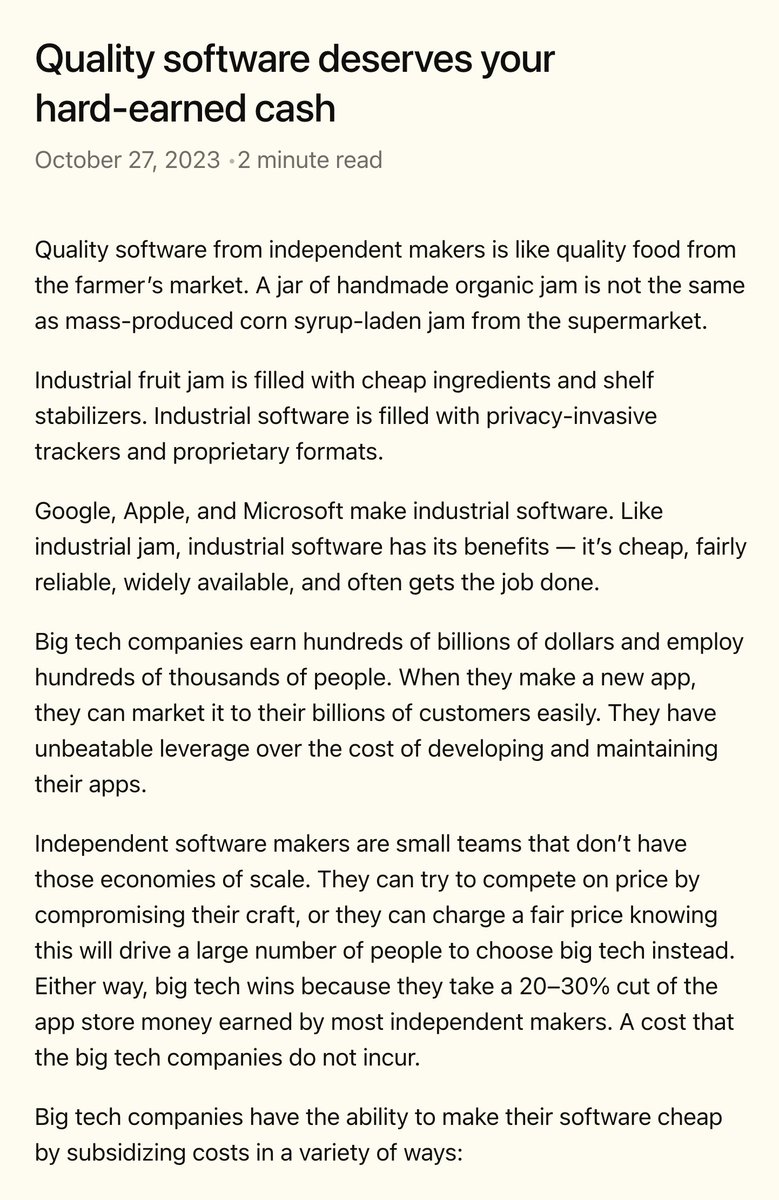 Quality software deserves your
hard-earned cash
October 27, 2023 • 2 minute read
Quality software from independent makers is like quality food from
the farmer’s market. A jar of handmade organic jam is not the same
as mass-produced corn syrup-laden jam from the supermarket.
Industrial fruit jam is filled with cheap ingredients and shelf
stabilizers. Industrial software is filled with privacy-invasive
trackers and proprietary formats.
Google, Apple, and Microsoft make industrial software. Like
industrial jam, industrial software has its benefits — it’s cheap, fairly
reliable, widely available, and often gets the job done.
Big tech companies earn hundreds of billions of dollars and employ
hundreds of thousands of people. When they make a new app,
they can market it to their billions of customers easily. They have
unbeatable leverage over the cost of developing and maintaining
their apps.
Independent software makers are small teams that don’t have
those economies of scale. They can try to compete on price by
compromising their craft, or they can charge a fair price knowing
this will drive a large number of people to choose big tech instead.
Either way, big tech wins because they take a 20–30% cut of the
app store money earned by most independent makers. A cost that
the big tech companies do not incur.
Big tech companies have the ability to make their software cheap
by subsidizing costs in a variety of ways: